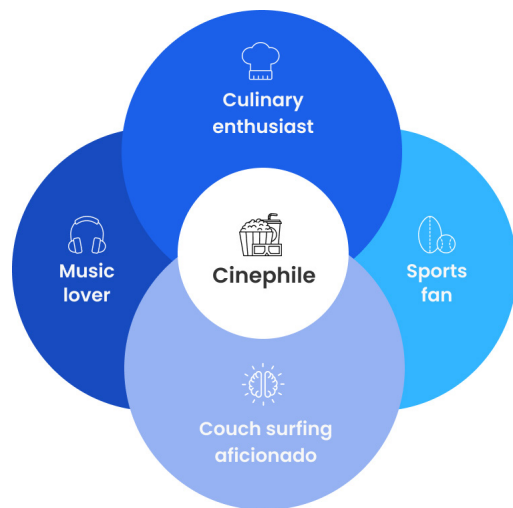 Culinary
enthusiast
Music
lover
Cinephile
Sports
fan
Couch surfing
aficionado